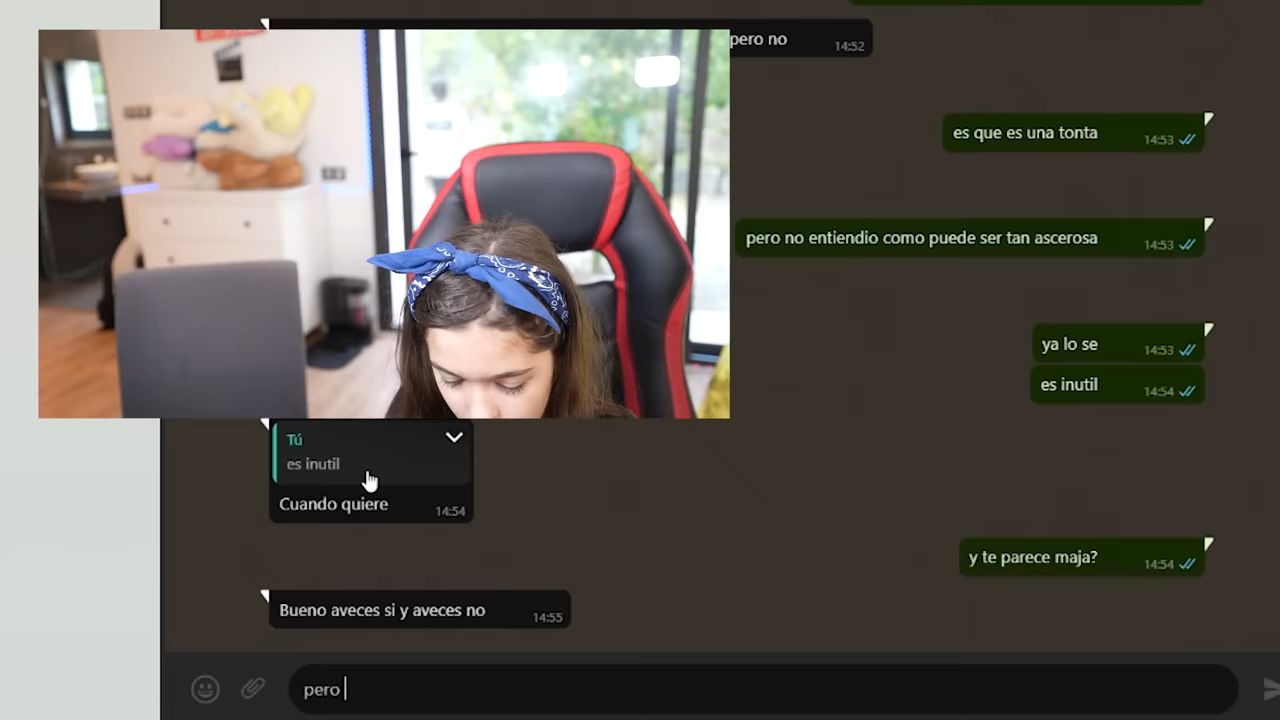 pero no
14:52
es que es una tonta
14:53
pero no entiendio como puede ser tan ascerosa
14:53
ya lo se
14:53
es inutil
14:54
Tú
es inutil
Cuando quiere
14:54
y te parece maja?
14:54
Bueno aveces si y aveces no
14:55
pero